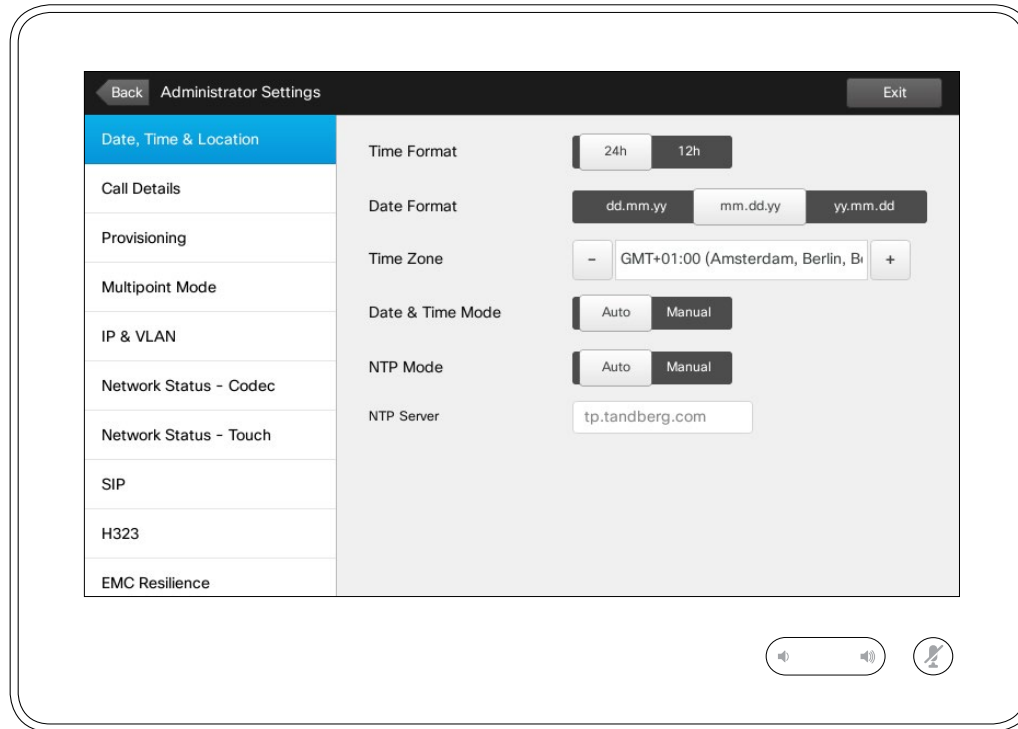 Back Administrator Settings Exit
Date, Time & Location
Call Details
Provisioning
Multipoint Mode
IP & VLAN
Network Status - Codec
Network Status - Touch
SIP
H323
EMC Resilience
Time Format 24h 12h
Date Format dd.mm.yy mm.dd.yy yy.mm.dd
Time Zone - GMT+01:00 (Amsterdam, Berlin, +
Date & Time Mode Auto Manual
NTP Mode Auto Manual
NTP Server tp.tandberg.com